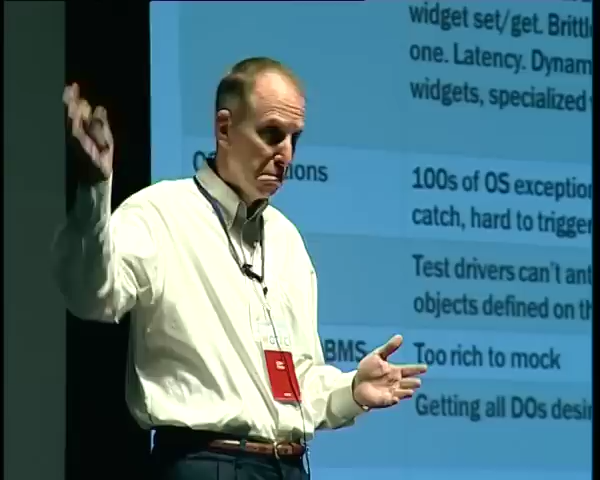 widget set/get. Brittl
one. Latency. Dynam
widgets, specialized
ions
100s of OS exception
catch, hard to trigger
Test drivers can't ant
objects defined on th
BMS
Too rich to mock
Getting all DOs desir